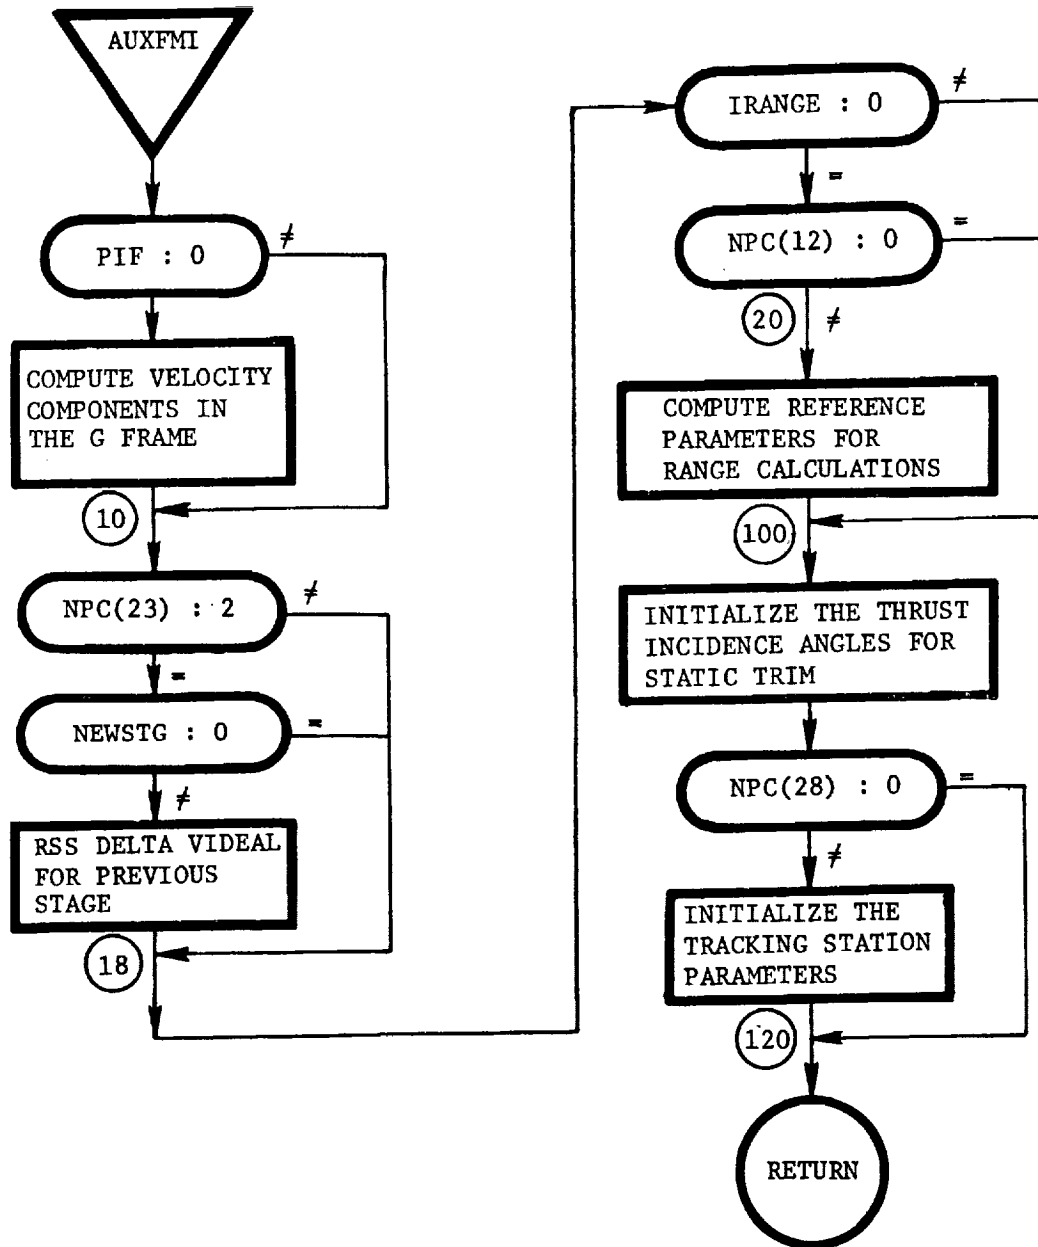 AUXFMI
PIF : 0
≠
COMPUTE VELOCITY
COMPONENTS IN
THE G FRAME
10
NPC(23) : 2
≠
=
NEWSTG : 0
=
≠
RSS DELTA VIDEAL
FOR PREVIOUS
STAGE
18
IRANGE : 0
≠
=
NPC(12) : 0
=
20
≠
COMPUTE REFERENCE
PARAMETERS FOR
RANGE CALCULATIONS
100
INITIALIZE THE THRUST
INCIDENCE ANGLES FOR
STATIC TRIM
NPC(28) : 0
=
≠
INITIALIZE THE
TRACKING STATION
PARAMETERS
120
RETURN